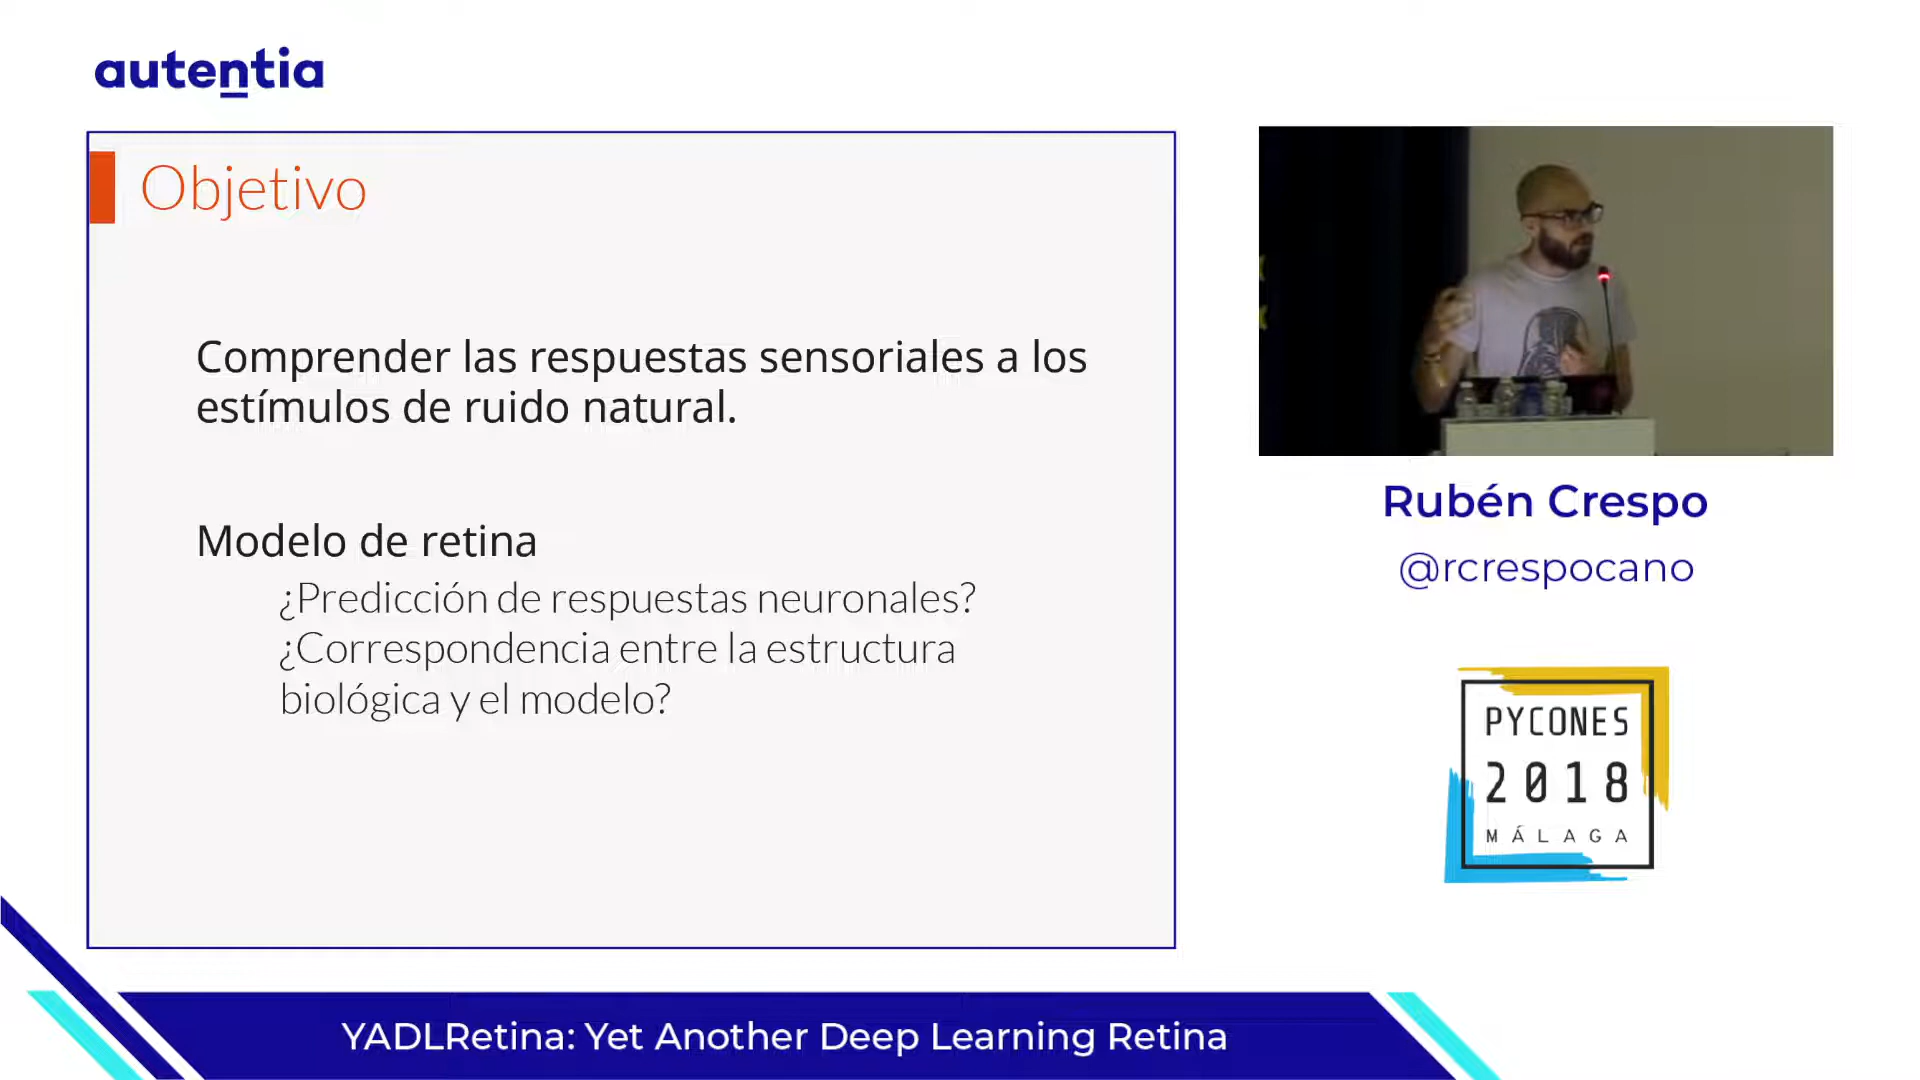 autentia
Objetivo
Comprender las respuestas sensoriales a los
estímulos de ruido natural.
Modelo de retina
¿Predicción de respuestas neuronales?
¿Correspondencia entre la estructura
biológica y el modelo?
Rubén Crespo
@rcrespocano
PYCONES
2018
MÁLAGA
YADLRetina: Yet Another Deep Learning Retina